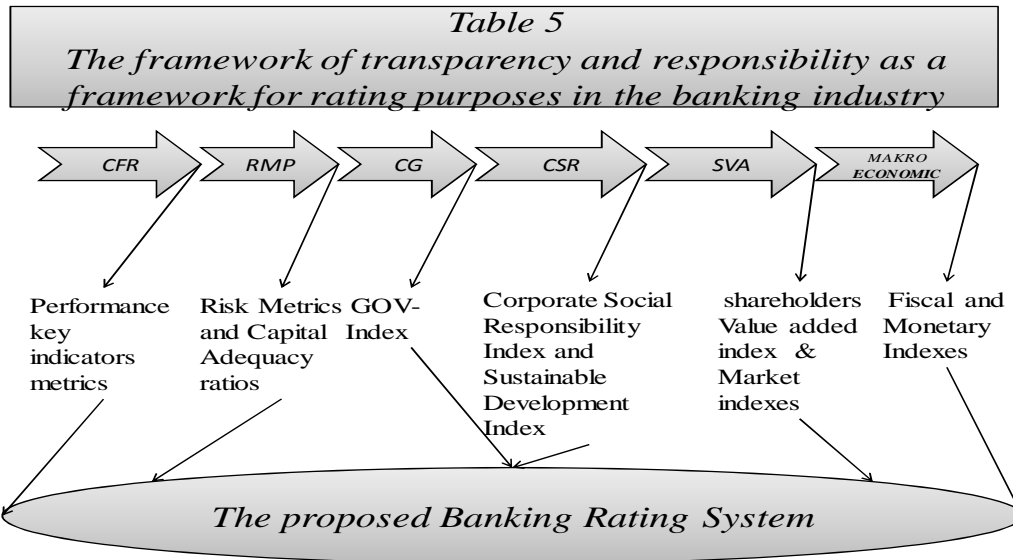 Table 5
The framework of transparency and responsibility as a
framework for rating purposes in the banking industry
CFR
RMP
CG
CSR
SVA
MAKRO
ECONOMIC
Performance
key
indicators
metrics
Risk Metrics
and Capital
Adequacy
ratios
GOV-
Index
Corporate Social
Responsibility
Index and
Sustainable
Development
Index
shareholders
Value added
index &
Market
indexes
Fiscal and
Monetary
Indexes
The proposed Banking Rating System